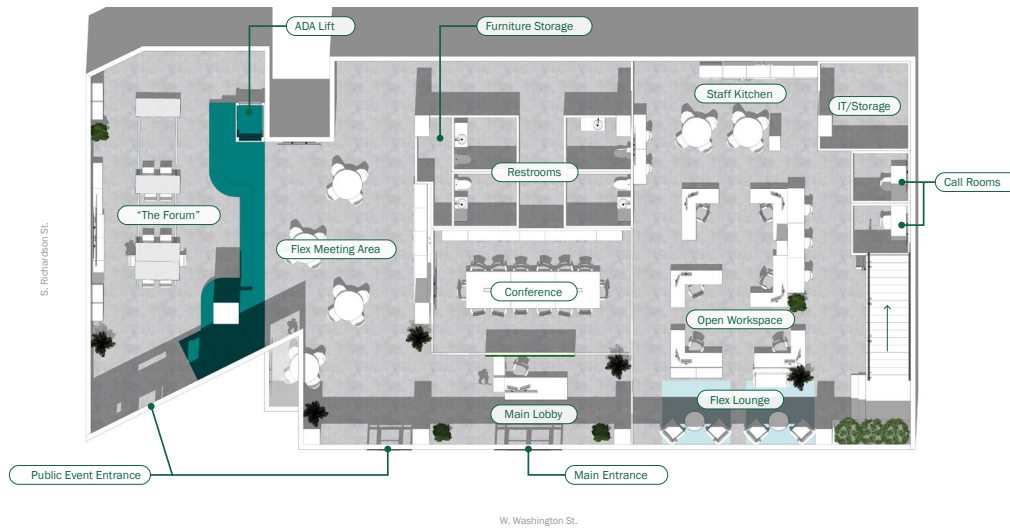 ADA Lift
Furniture Storage
Staff Kitchen
IT/Storage
Restrooms
Call Rooms
“The Forum”
Flex Meeting Area
S. Richardson St.
Conference
Open Workspace
Flex Lounge
Main Lobby
Public Event Entrance
Main Entrance
W. Washington St.